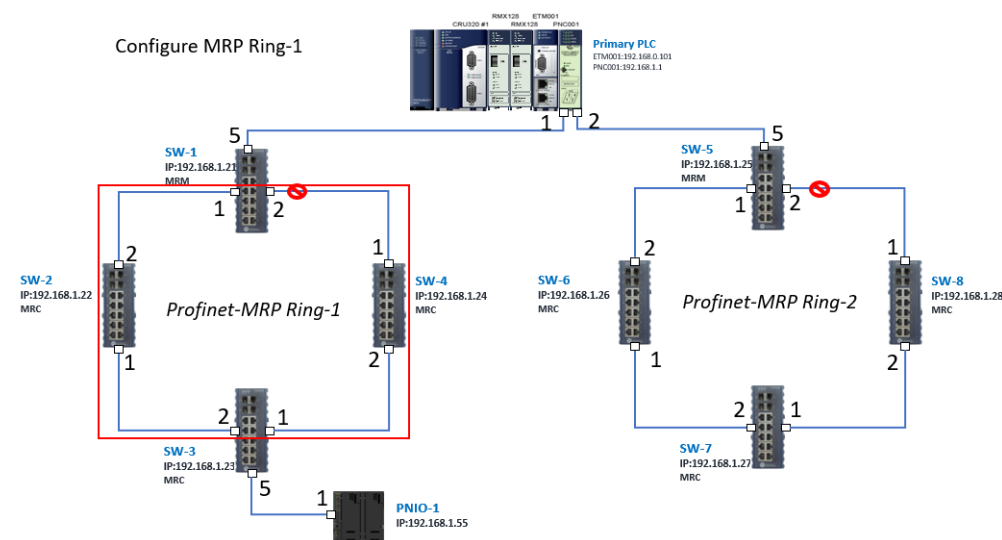 RMX128 ETM001
CRU320 #1 RMX128 PNC001
Configure MRP Ring-1
Primary PLC
ETM001:192.168.0.101
PNC001:192.168.1.1
1 2
5
SW-1
IP:192.168.1.21
MRM
1 2
5
SW-5
IP:192.168.1.25
MRM
1 2
2
SW-2
IP:192.168.1.22
MRC
1
Profinet-MRP Ring-1
1
SW-4
IP:192.168.1.24
MRC
2
2
SW-6
IP:192.168.1.26
MRC
1
Profinet-MRP Ring-2
1
SW-8
IP:192.168.1.28
MRC
2
2 1
SW-3
IP:192.168.1.23
MRC
5
2 1
SW-7
IP:192.168.1.27
MRC
1
PNIO-1
IP:192.168.1.55